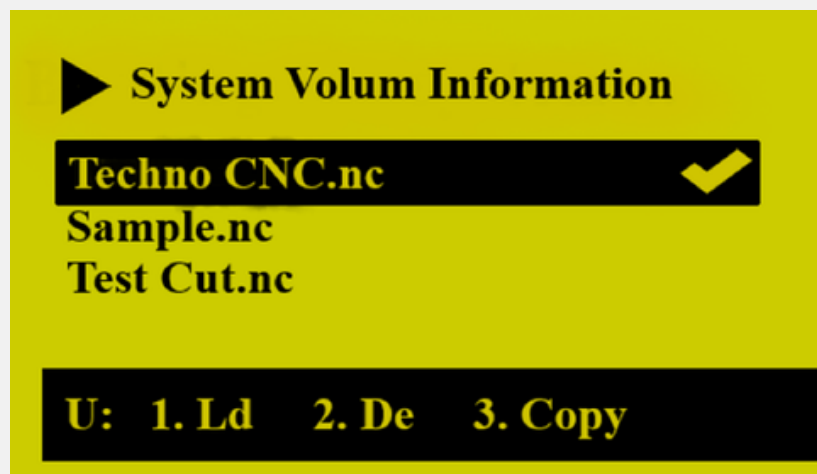 System Volum Information
Techno CNC.nc
Sample.nc
Test Cut.nc
U: 1. Ld 2. De 3. Copy